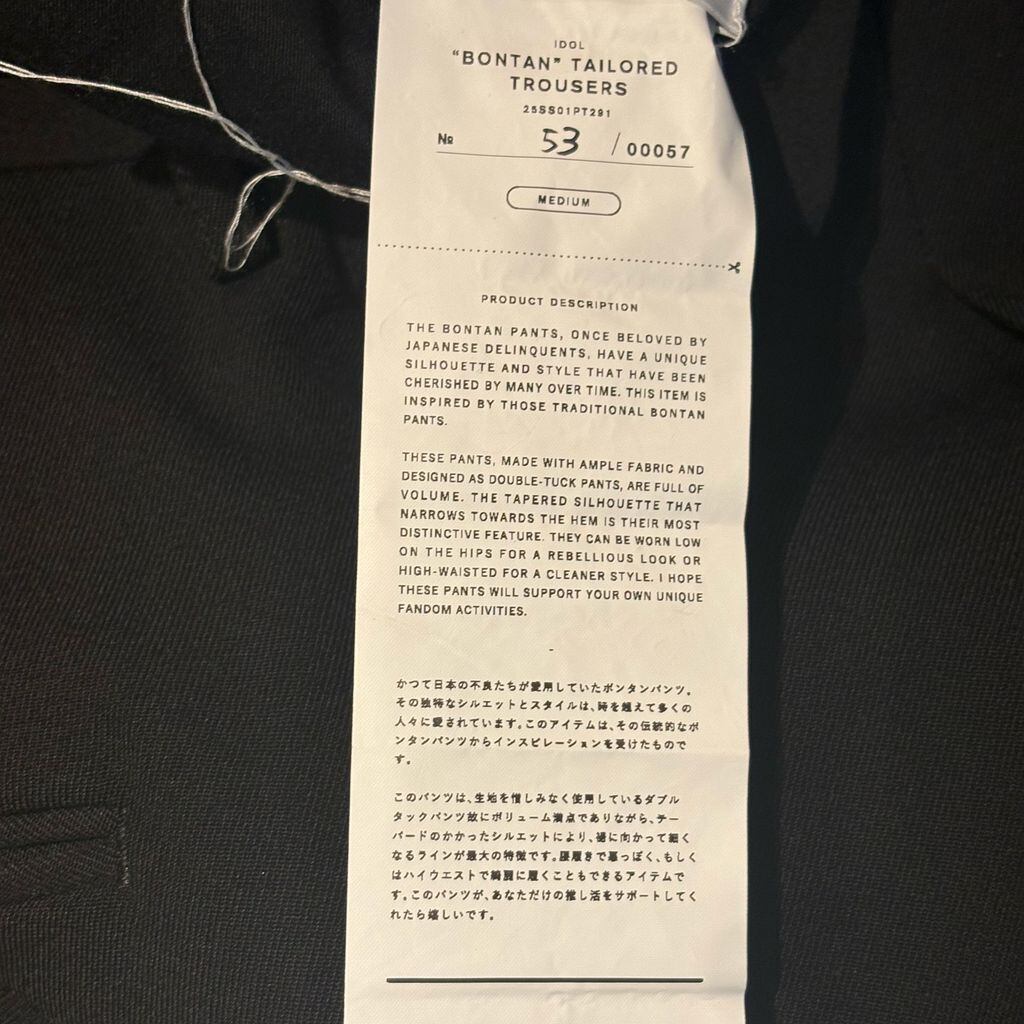 IDOL
“BONTAN” TAILORED
TROUSERS
25SS01PT291
№ 53 / 00057
MEDIUM
PRODUCT DESCRIPTION
THE BONTAN PANTS, ONCE BELOVED BY
JAPANESE DELINQUENTS, HAVE A UNIQUE
SILHOUETTE AND STYLE THAT HAVE BEEN
CHERISHED BY MANY OVER TIME. THIS ITEM IS
INSPIRED BY THOSE TRADITIONAL BONTAN
PANTS.
THESE PANTS, MADE WITH AMPLE FABRIC AND
DESIGNED AS DOUBLE-TUCK PANTS, ARE FULL OF
VOLUME. THE TAPERED SILHOUETTE THAT
NARROWS TOWARDS THE HEM IS THEIR MOST
DISTINCTIVE FEATURE. THEY CAN BE WORN LOW
ON THE HIPS FOR A REBELLIOUS LOOK OR
HIGH-WAISTED FOR A CLEANER STYLE. I HOPE
THESE PANTS WILL SUPPORT YOUR OWN UNIQUE
FANDOM ACTIVITIES.
-
かつて日本の不良たちが愛用していたボンタンパンツ。
その独特なシルエットとスタイルは、時を超えて多くの
人々に愛されています。このアイテムは、その伝統的なボ
ンタンパンツからインスピレーションを受けたもので
す。
このパンツは、生地を惜しみなく使用しているダブル
タックパンツ故にボリューム満点でありながら、テー
パードのかかったシルエットにより、裾に向かって細く
なるラインが最大の特徴です。腰履きで悪っぽく、もしく
はハイウエストで綺麗に履くこともできるアイテムで
す。このパンツが、あなただけの推し活をサポートしてく
れたら嬉しいです。